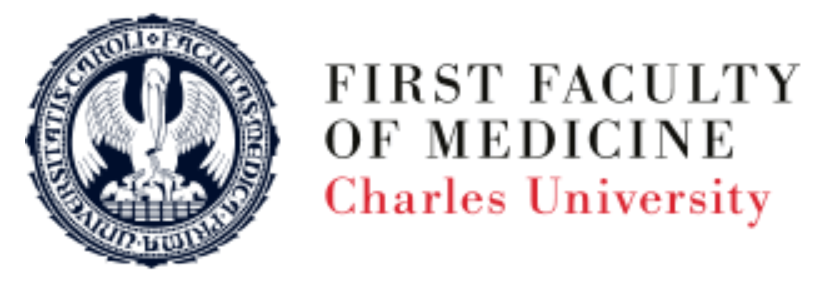 UNIVERSITATIS·CAROLI·FACULTAS·MEDICA·PRIMA
FIRST FACULTY
OF MEDICINE
Charles University